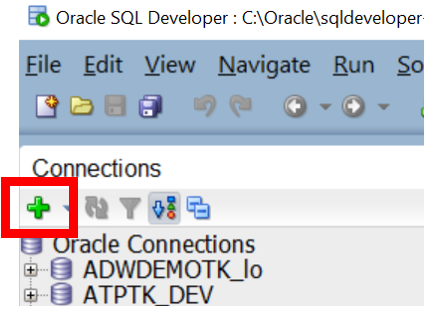 Oracle SQL Developer : C:\Oracle\sqldeveloper-
File Edit View Navigate Run So
Connections
Oracle Connections
ADWDEMOTK_lo
ATPTK_DEV